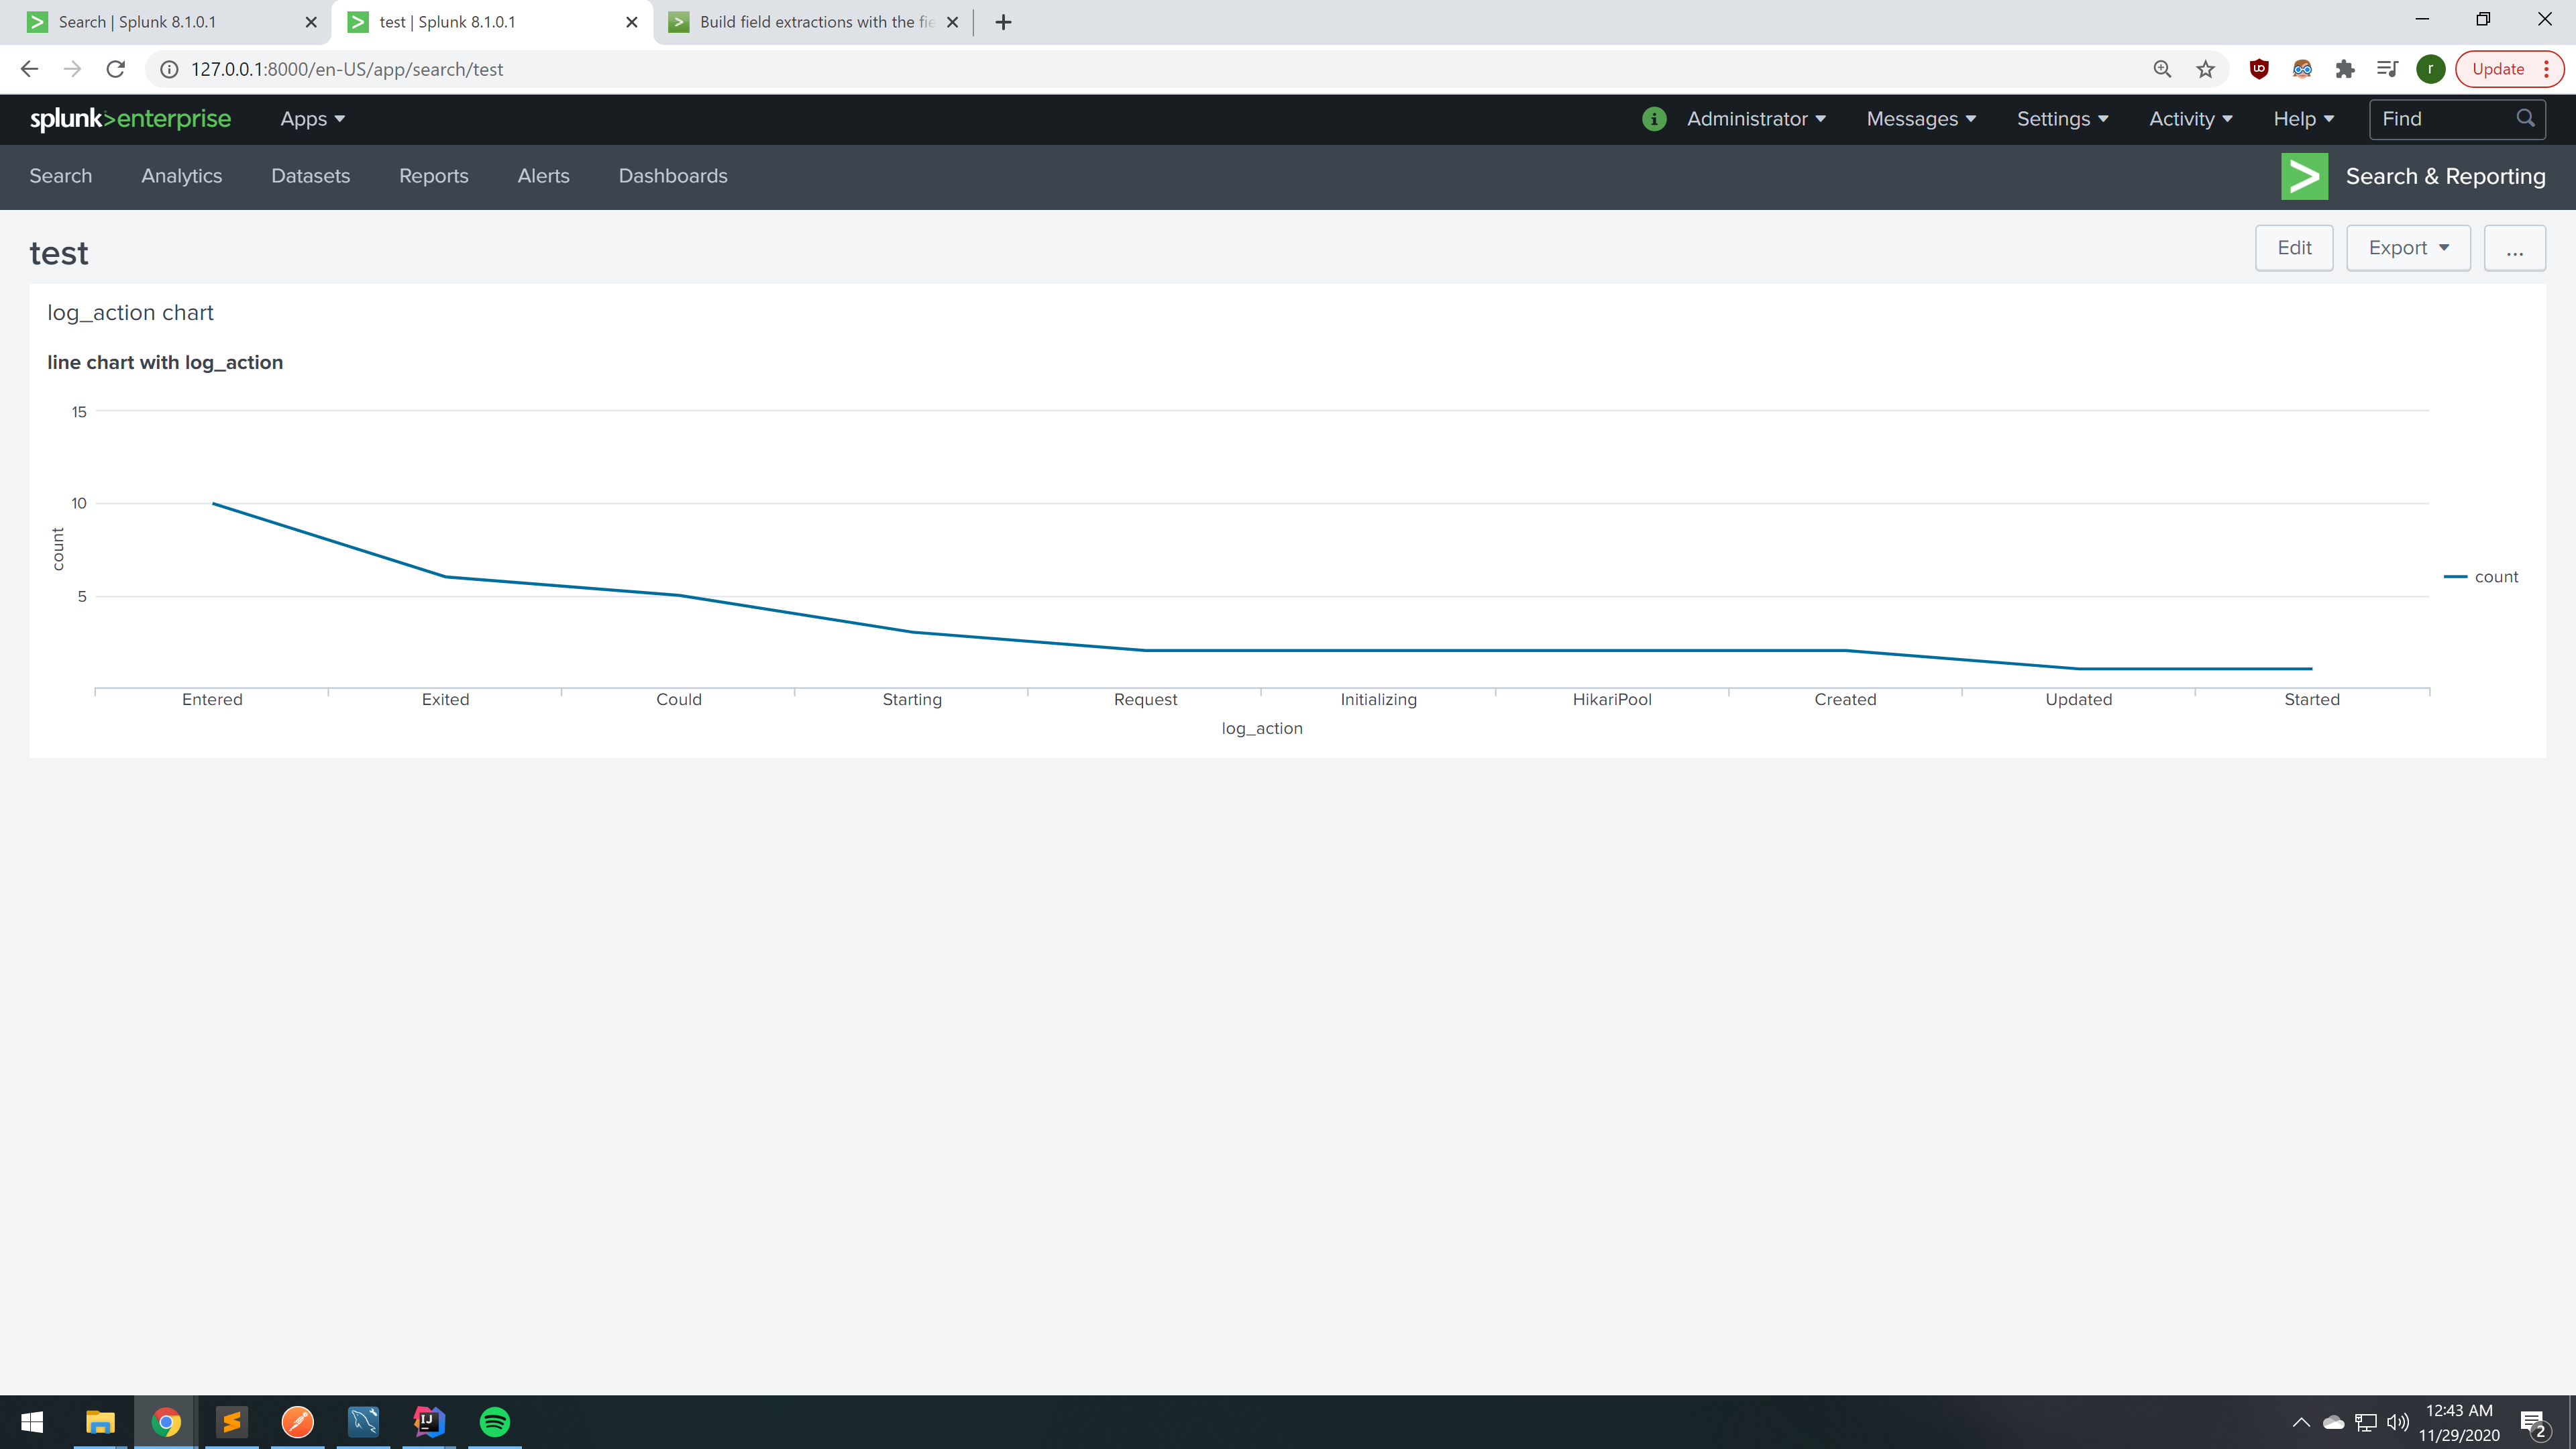 Search | Splunk 8.1.0.1
test | Splunk 8.1.0.1
Build field extractions with the fie
127.0.0.1:8000/en-US/app/search/test
r
Update
splunk>enterprise
Apps
i
Administrator
Messages
Settings
Activity
Help
Find
Search
Analytics
Datasets
Reports
Alerts
Dashboards
>
Search & Reporting
test
Edit
Export
...
log_action chart
line chart with log_action
15
10
5
count
count
Entered
Exited
Could
Starting
Request
Initializing
HikariPool
Created
Updated
Started
log_action
IJ
12:43 AM
11/29/2020
2